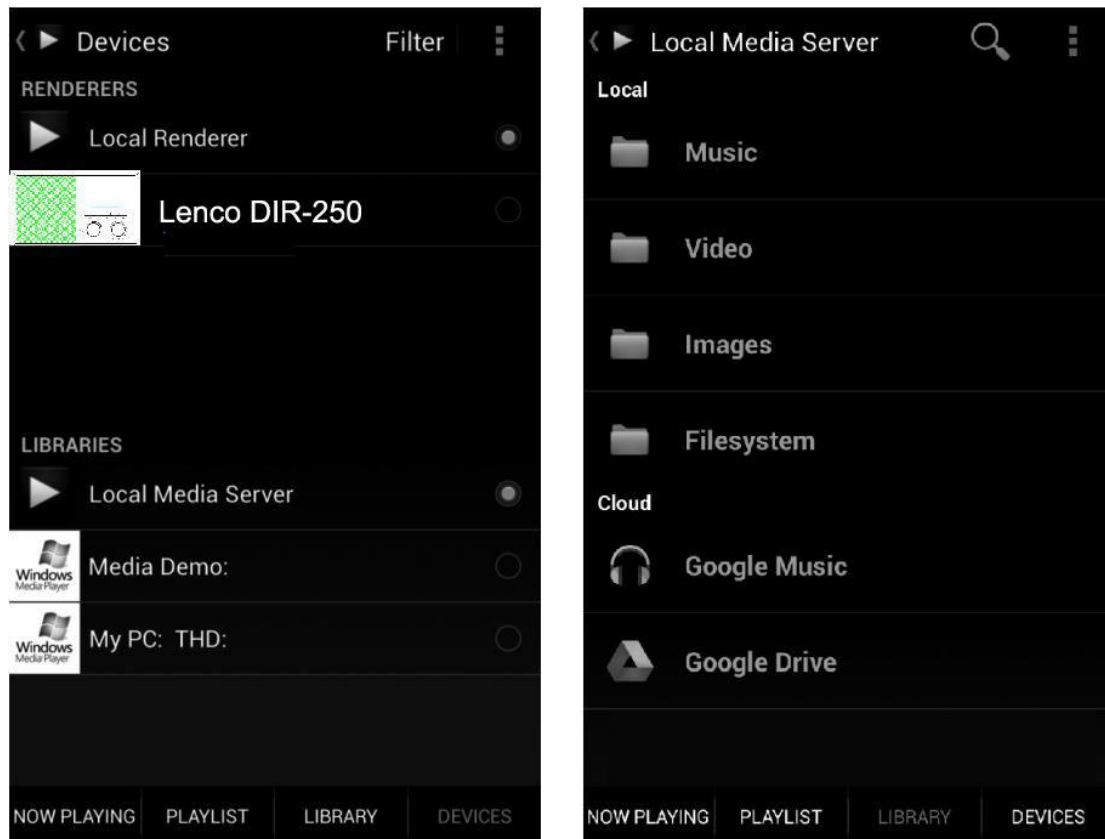 Devices Filter
RENDERERS
Local Renderer
Lenco DIR-250
LIBRARIES
Local Media Server
Windows
Media Player
Media Demo:
Windows
Media Player
My PC: THD:
NOW PLAYING PLAYLIST LIBRARY DEVICES
Local Media Server
Local
Music
Video
Images
Filesystem
Cloud
Google Music
Google Drive
NOW PLAYING PLAYLIST LIBRARY DEVICES